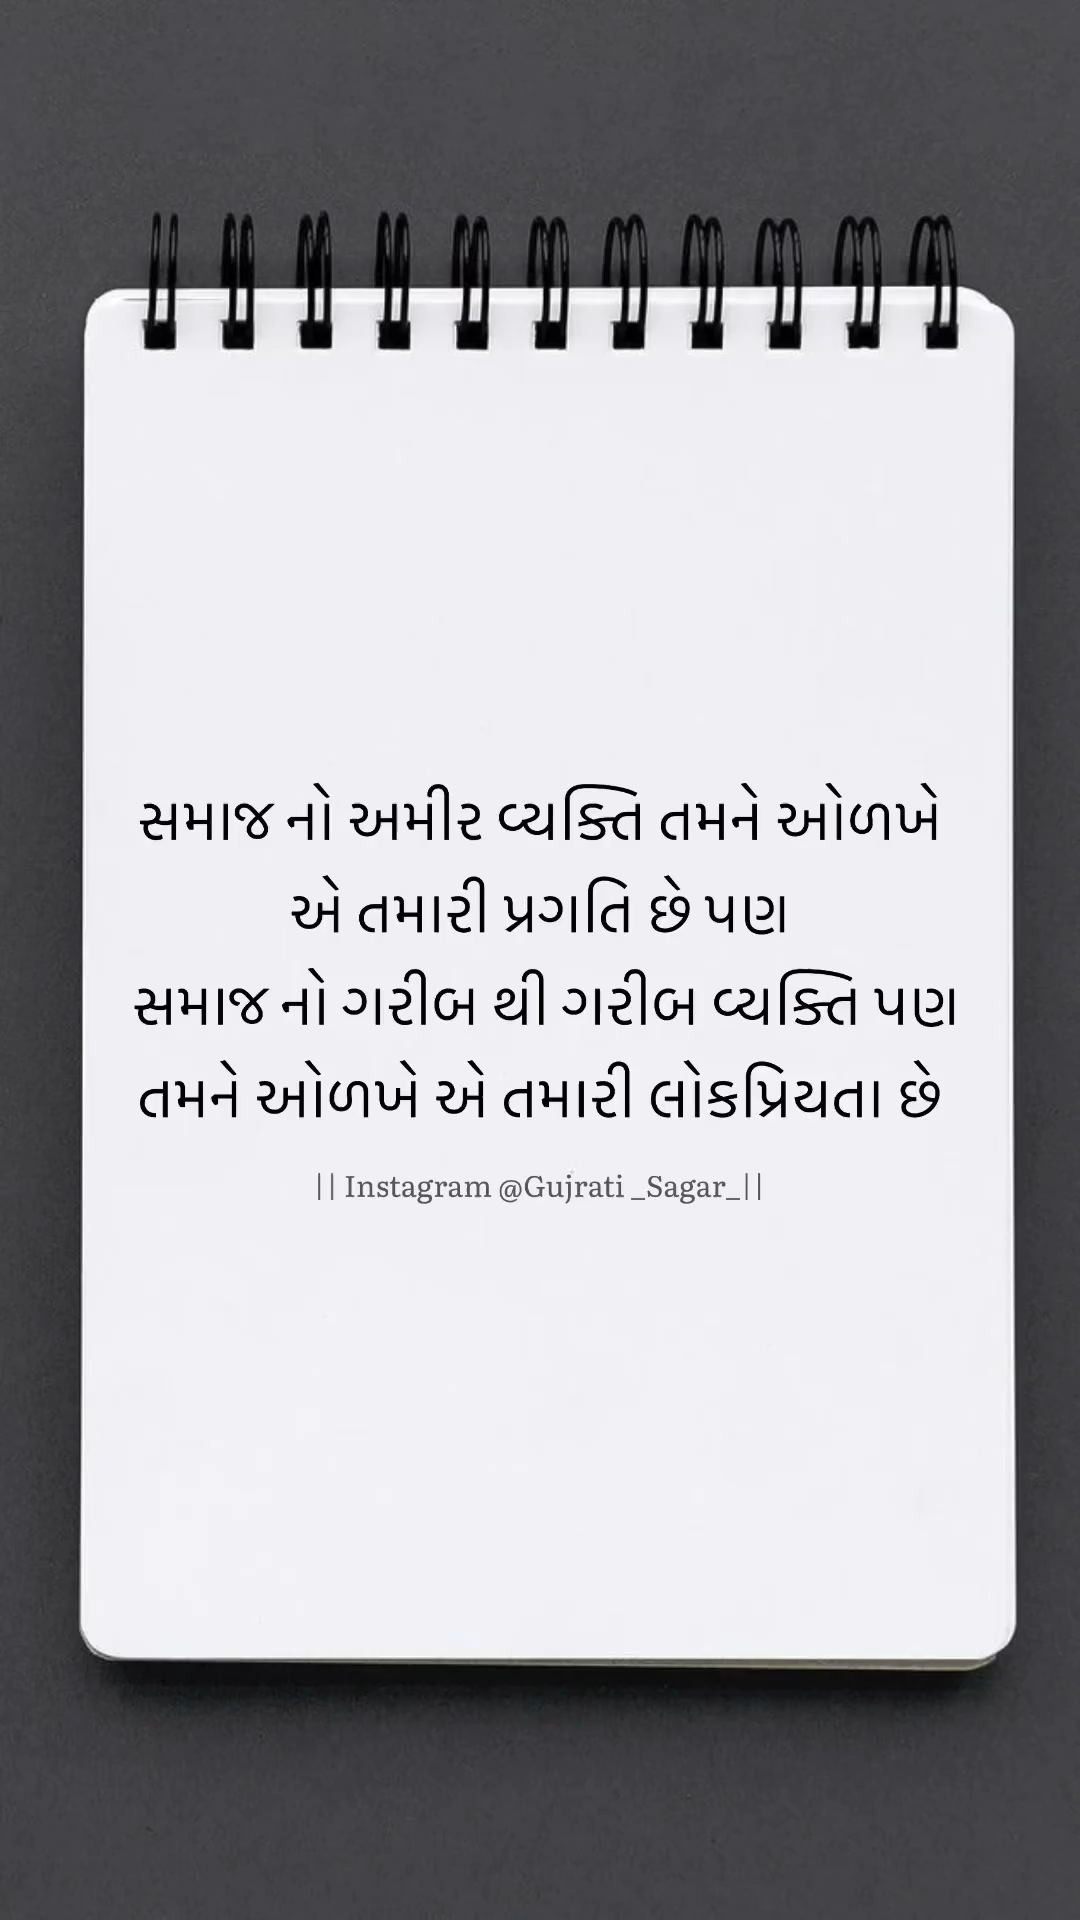 સમાજ નો અમીર વ્યક્તિ તમને ઓળખે
એ તમારી પ્રગતિ છે પણ
સમાજ નો ગરીબ થી ગરીબ વ્યક્તિ પણ
તમને ઓળખે એ તમારી લોકપ્રિયતા છે
|| Instagram @Gujrati _Sagar_||